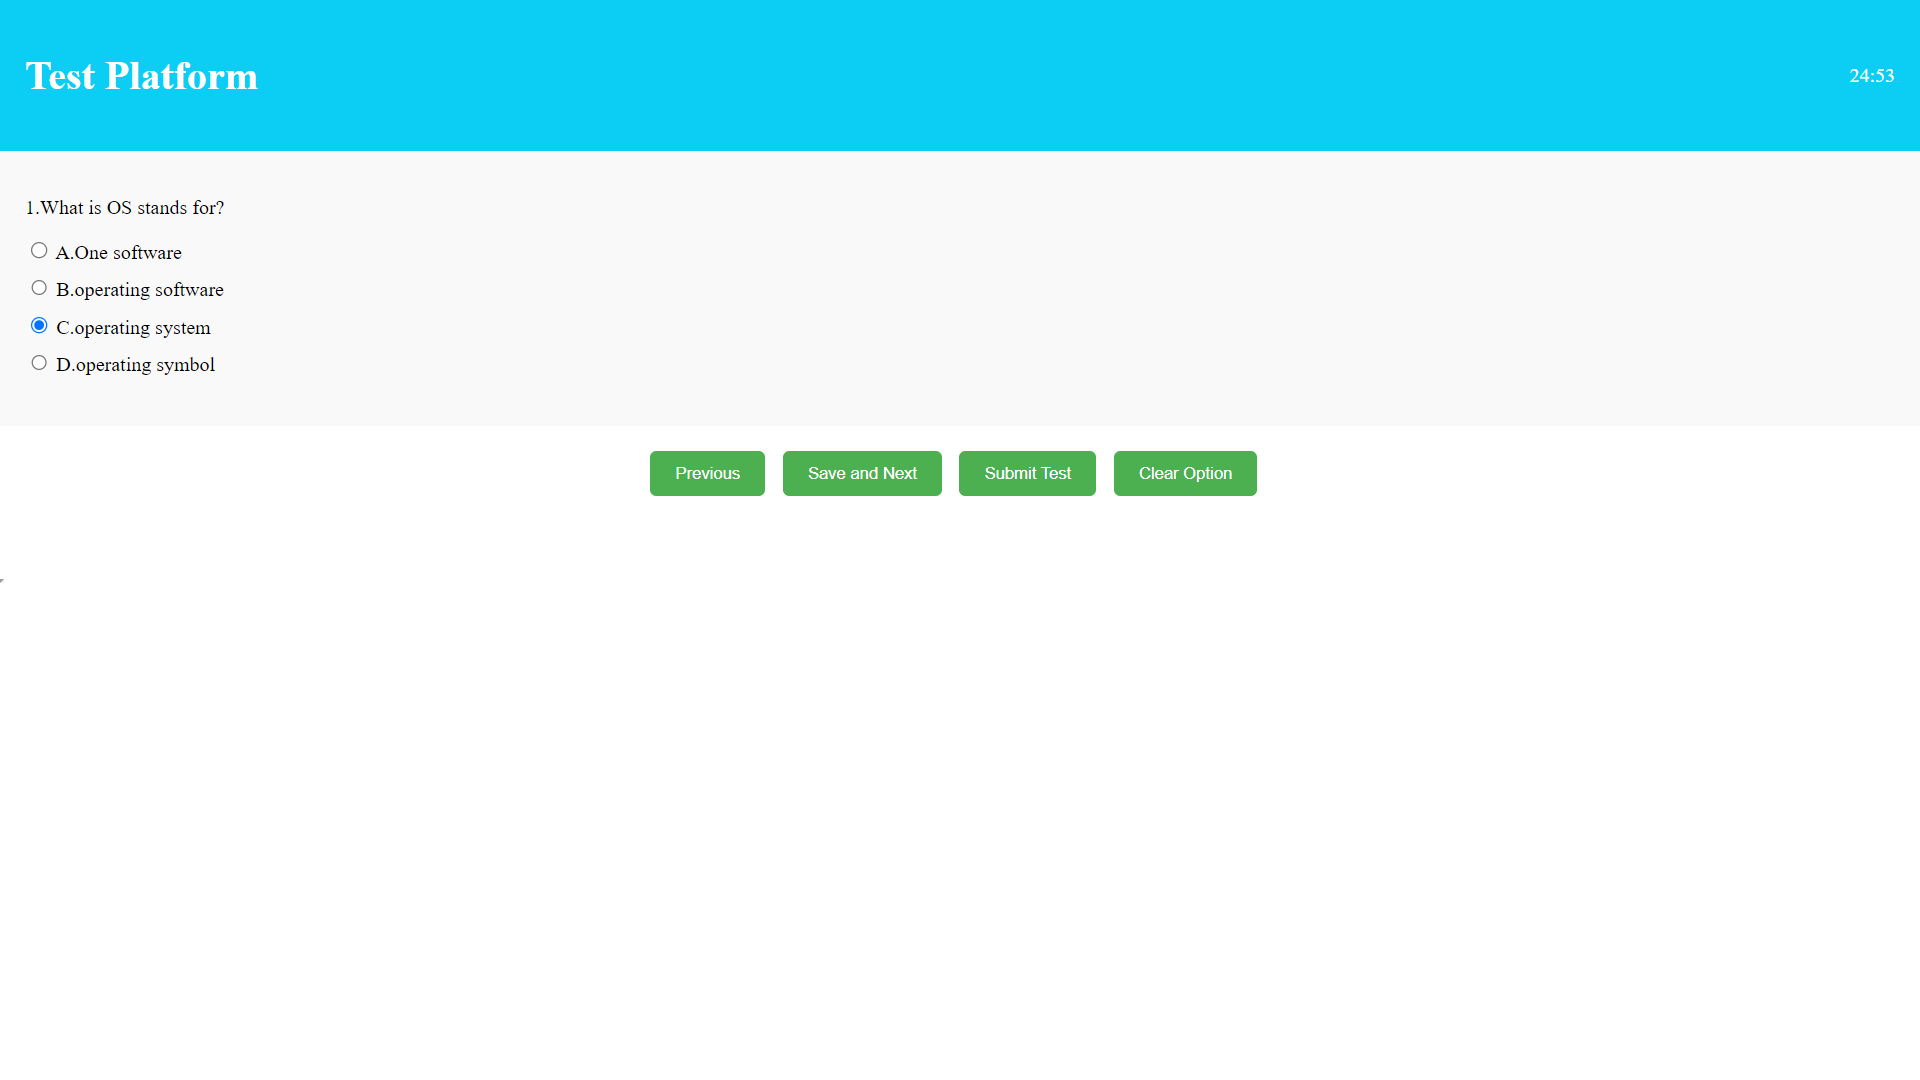 Test Platform
24:53
1.What is OS stands for?
A.One software
B.operating software
C.operating system
D.operating symbol
Previous
Save and Next
Submit Test
Clear Option